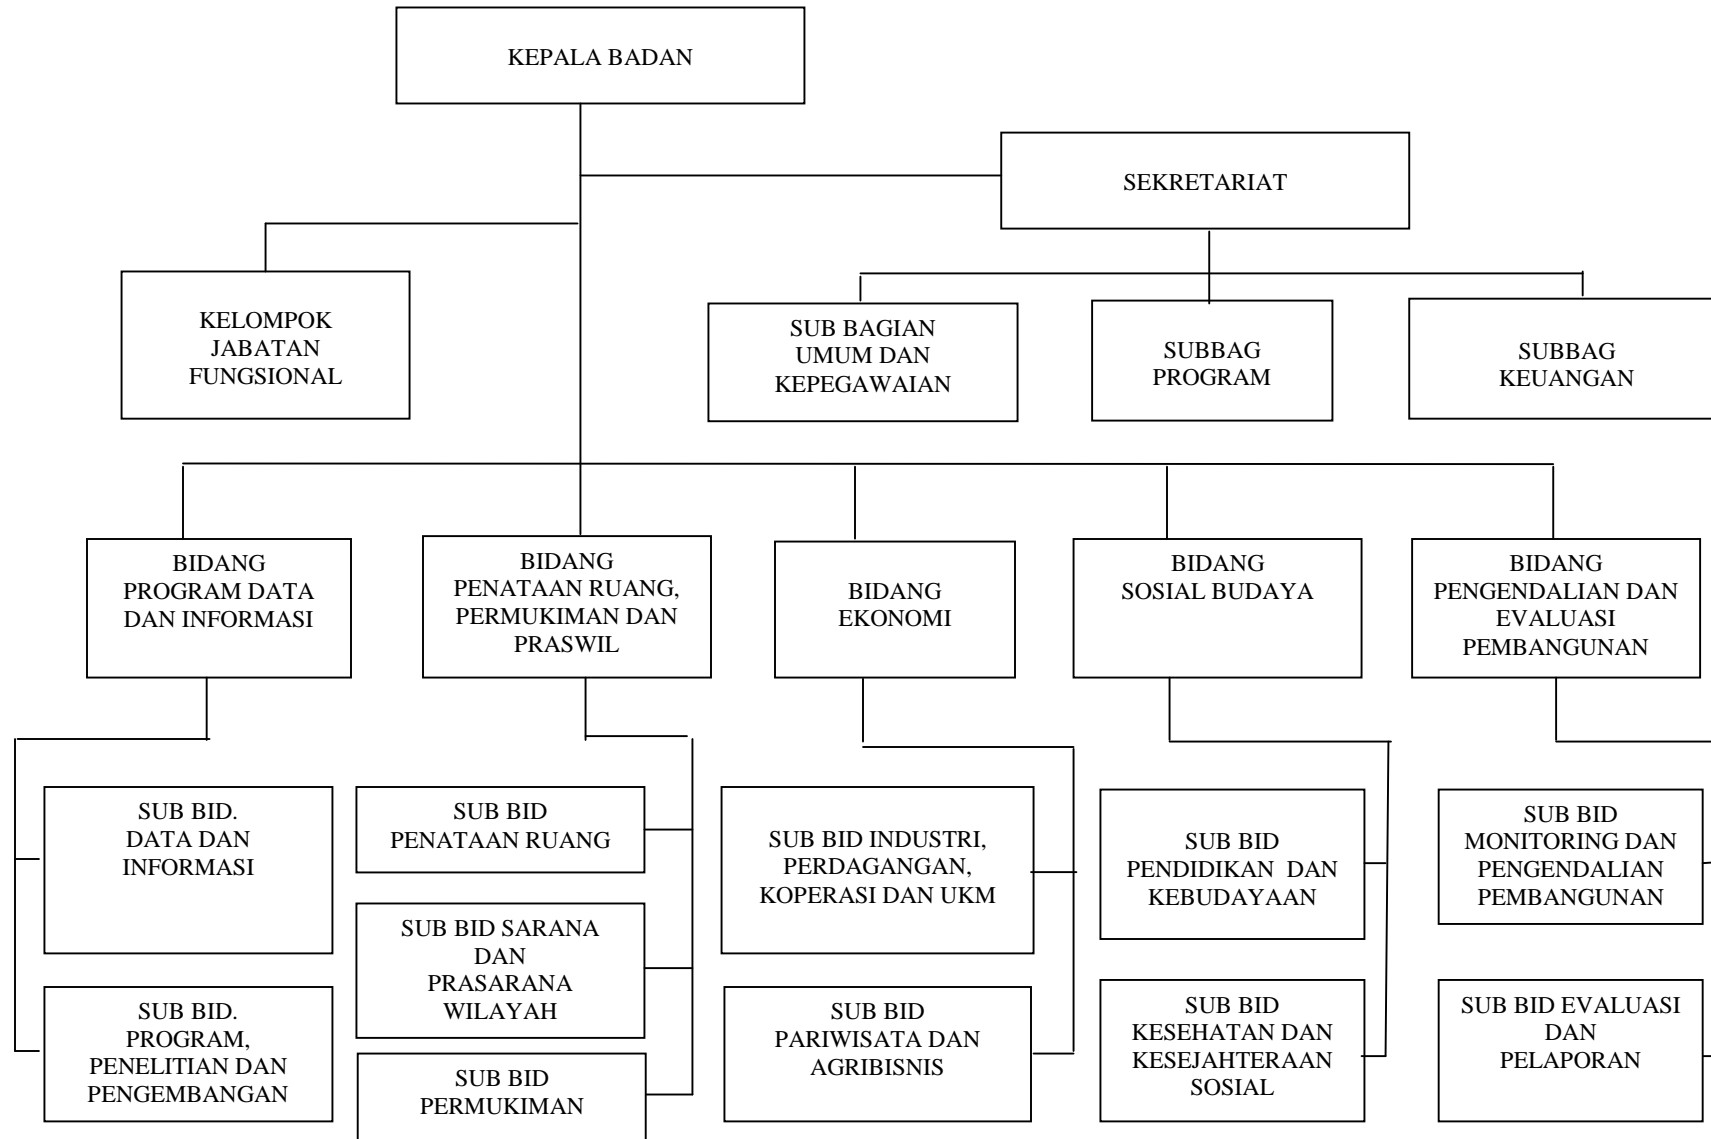 KEPALA BADAN
SEKRETARIAT
KELOMPOK
JABATAN
FUNGSIONAL
SUB BAGIAN
UMUM DAN
KEPEGAWAIAN
SUBBAG
PROGRAM
SUBBAG
KEUANGAN
BIDANG
PROGRAM DATA
DAN INFORMASI
BIDANG
PENATAAN RUANG,
PERMUKIMAN DAN
PRASWIL
BIDANG
EKONOMI
BIDANG
SOSIAL BUDAYA
BIDANG
PENGENDALIAN DAN
EVALUASI
PEMBANGUNAN
SUB BID.
DATA DAN
INFORMASI
SUB BID
PENATAAN RUANG
SUB BID INDUSTRI,
PERDAGANGAN,
KOPERASI DAN UKM
SUB BID
PENDIDIKAN  DAN
KEBUDAYAAN
SUB BID
MONITORING DAN
PENGENDALIAN
PEMBANGUNAN
SUB BID SARANA
DAN
PRASARANA
WILAYAH
SUB BID.
PROGRAM,
PENELITIAN DAN
PENGEMBANGAN
SUB BID
PERMUKIMAN
SUB BID
PARIWISATA DAN
AGRIBISNIS
SUB BID
KESEHATAN DAN
KESEJAHTERAAN
SOSIAL
SUB BID EVALUASI
DAN
PELAPORAN